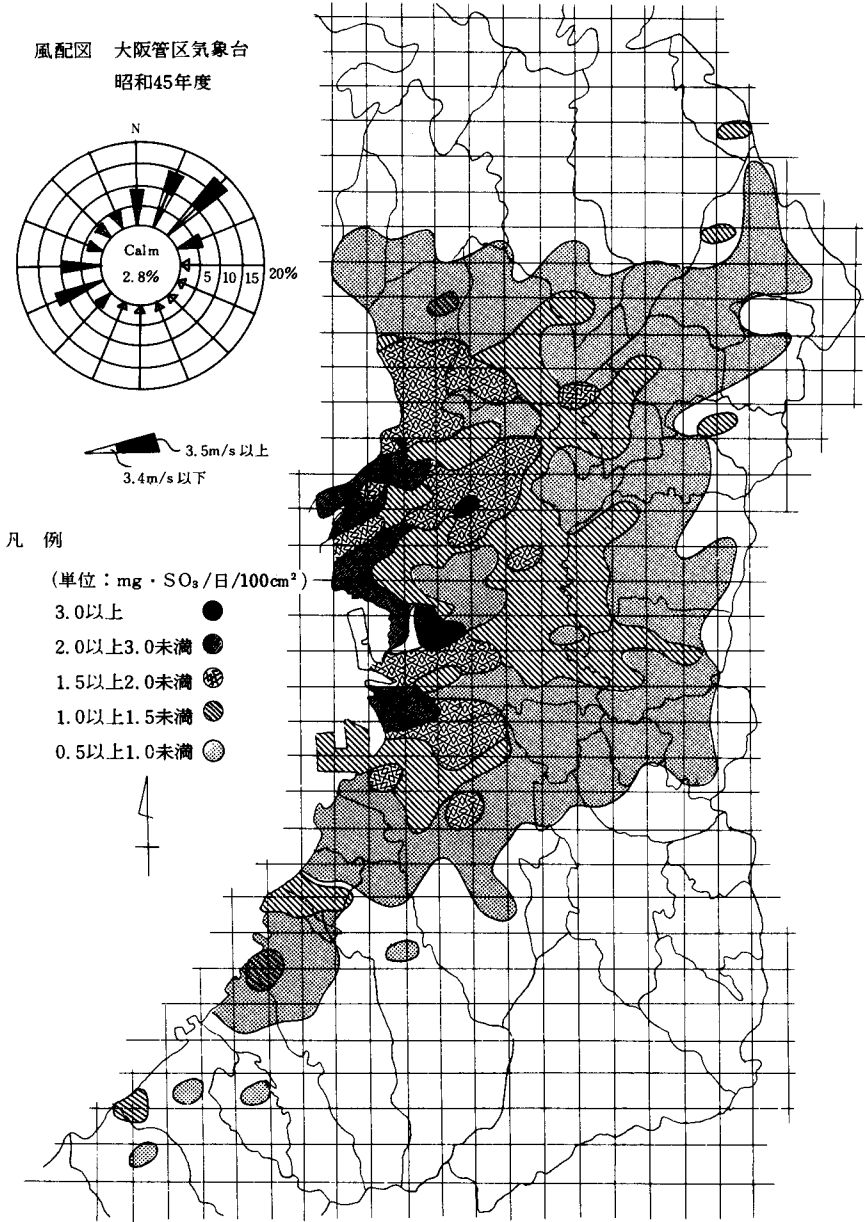 風配図 大阪管区気象台
昭和45年度
N
Calm
2.8%
5 10 15 20%
3.5m/s 以上
3.4m/s 以下
凡 例
(単位：mg・SO₃/日/100cm²)
3.0以上
2.0以上3.0未満
1.5以上2.0未満
1.0以上1.5未満
0.5以上1.0未満